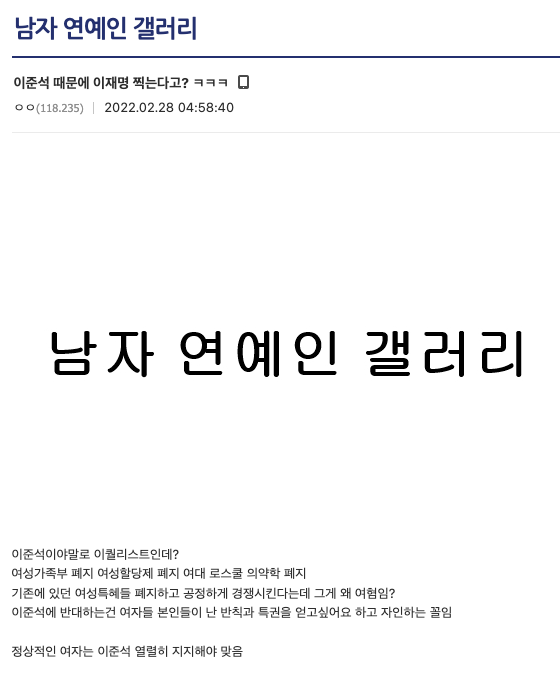 남자 연예인 갤러리
이준석 때문에 이재명 찍는다고? ㅋㅋㅋ
ㅇㅇ(118.235) 2022.02.28 04:58:40
남자 연예인 갤러리
이준석이야말로 이퀄리스트인데?
여성가족부 폐지 여성할당제 폐지 여대 로스쿨 의약학 폐지
기존에 있던 여성특혜들 폐지하고 공정하게 경쟁시킨다는데 그게 왜 여혐임?
이준석에 반대하는건 여자들 본인들이 난 반칙과 특권을 얻고싶어요 하고 자인하는 꼴임
정상적인 여자는 이준석 열렬히 지지해야 맞음